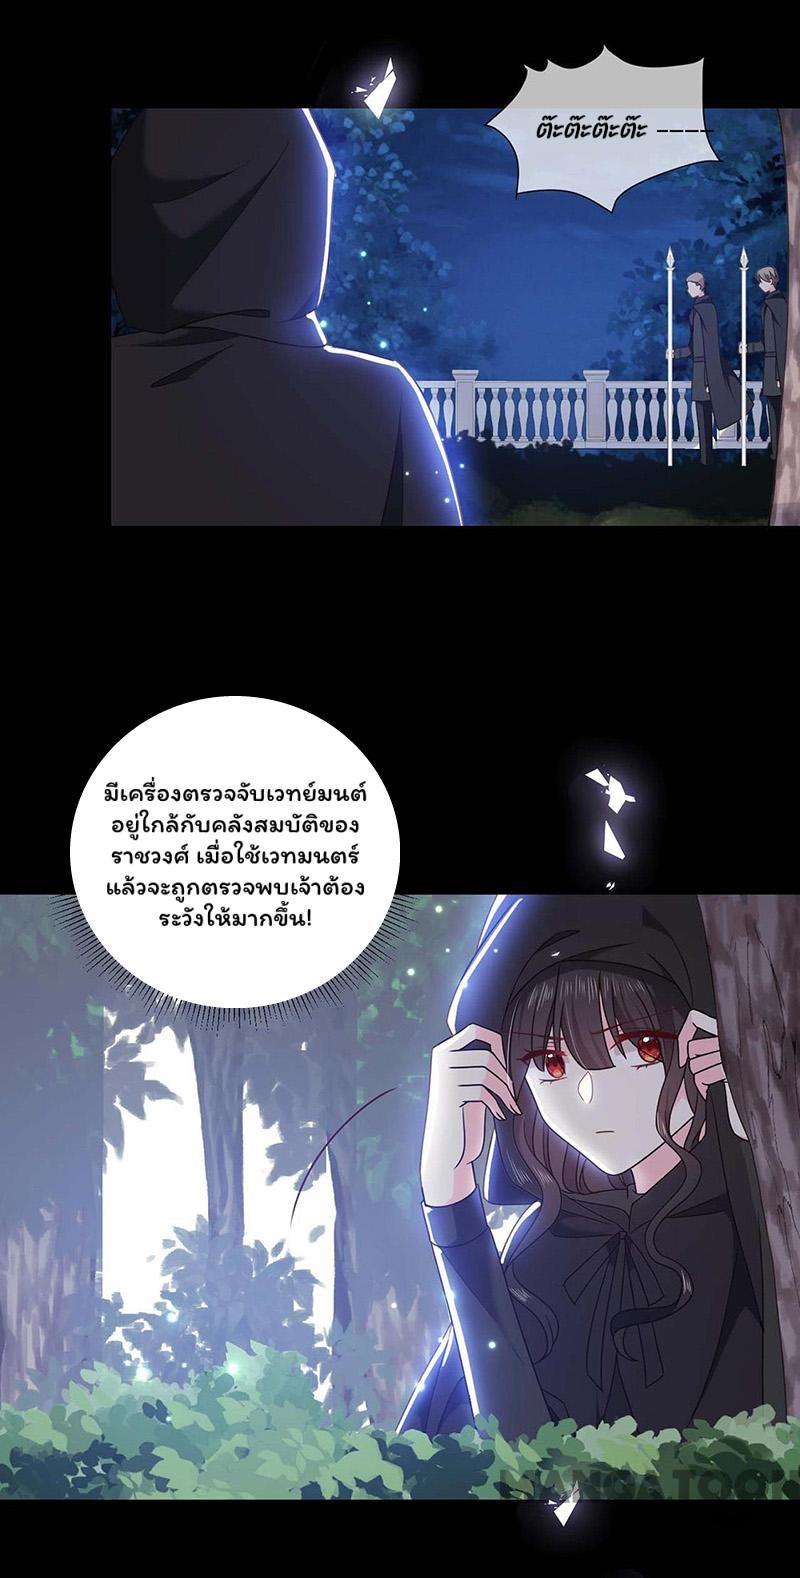 ต๊ะต๊ะต๊ะต๊ะ ----
มีเครื่องตรวจจับเวทย์มนต์
อยู่ใกล้กับคลังสมบัติของ
ราชวงศ์ เมื่อใช้เวทมนตร์
แล้วจะถูกตรวจพบเจ้าต้อง
ระวังให้มากขึ้น!
MANGATOON